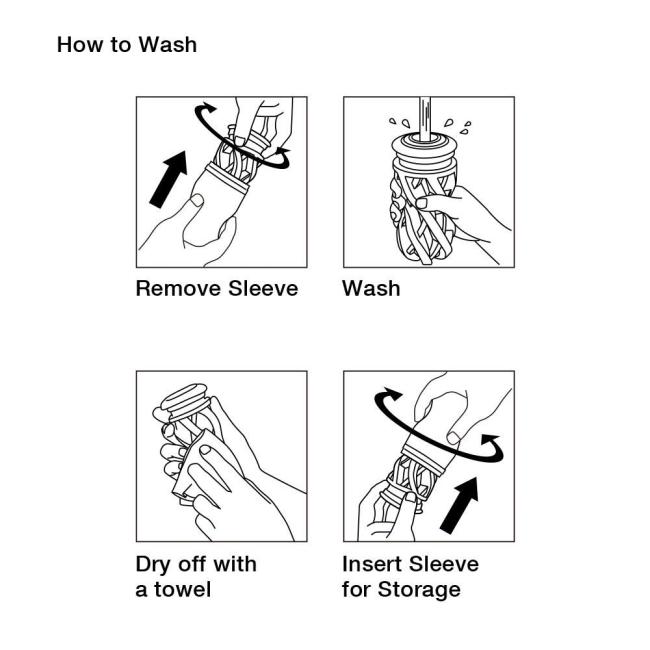 How to Wash
Remove Sleeve
Wash
Dry off with
a towel
Insert Sleeve
for Storage